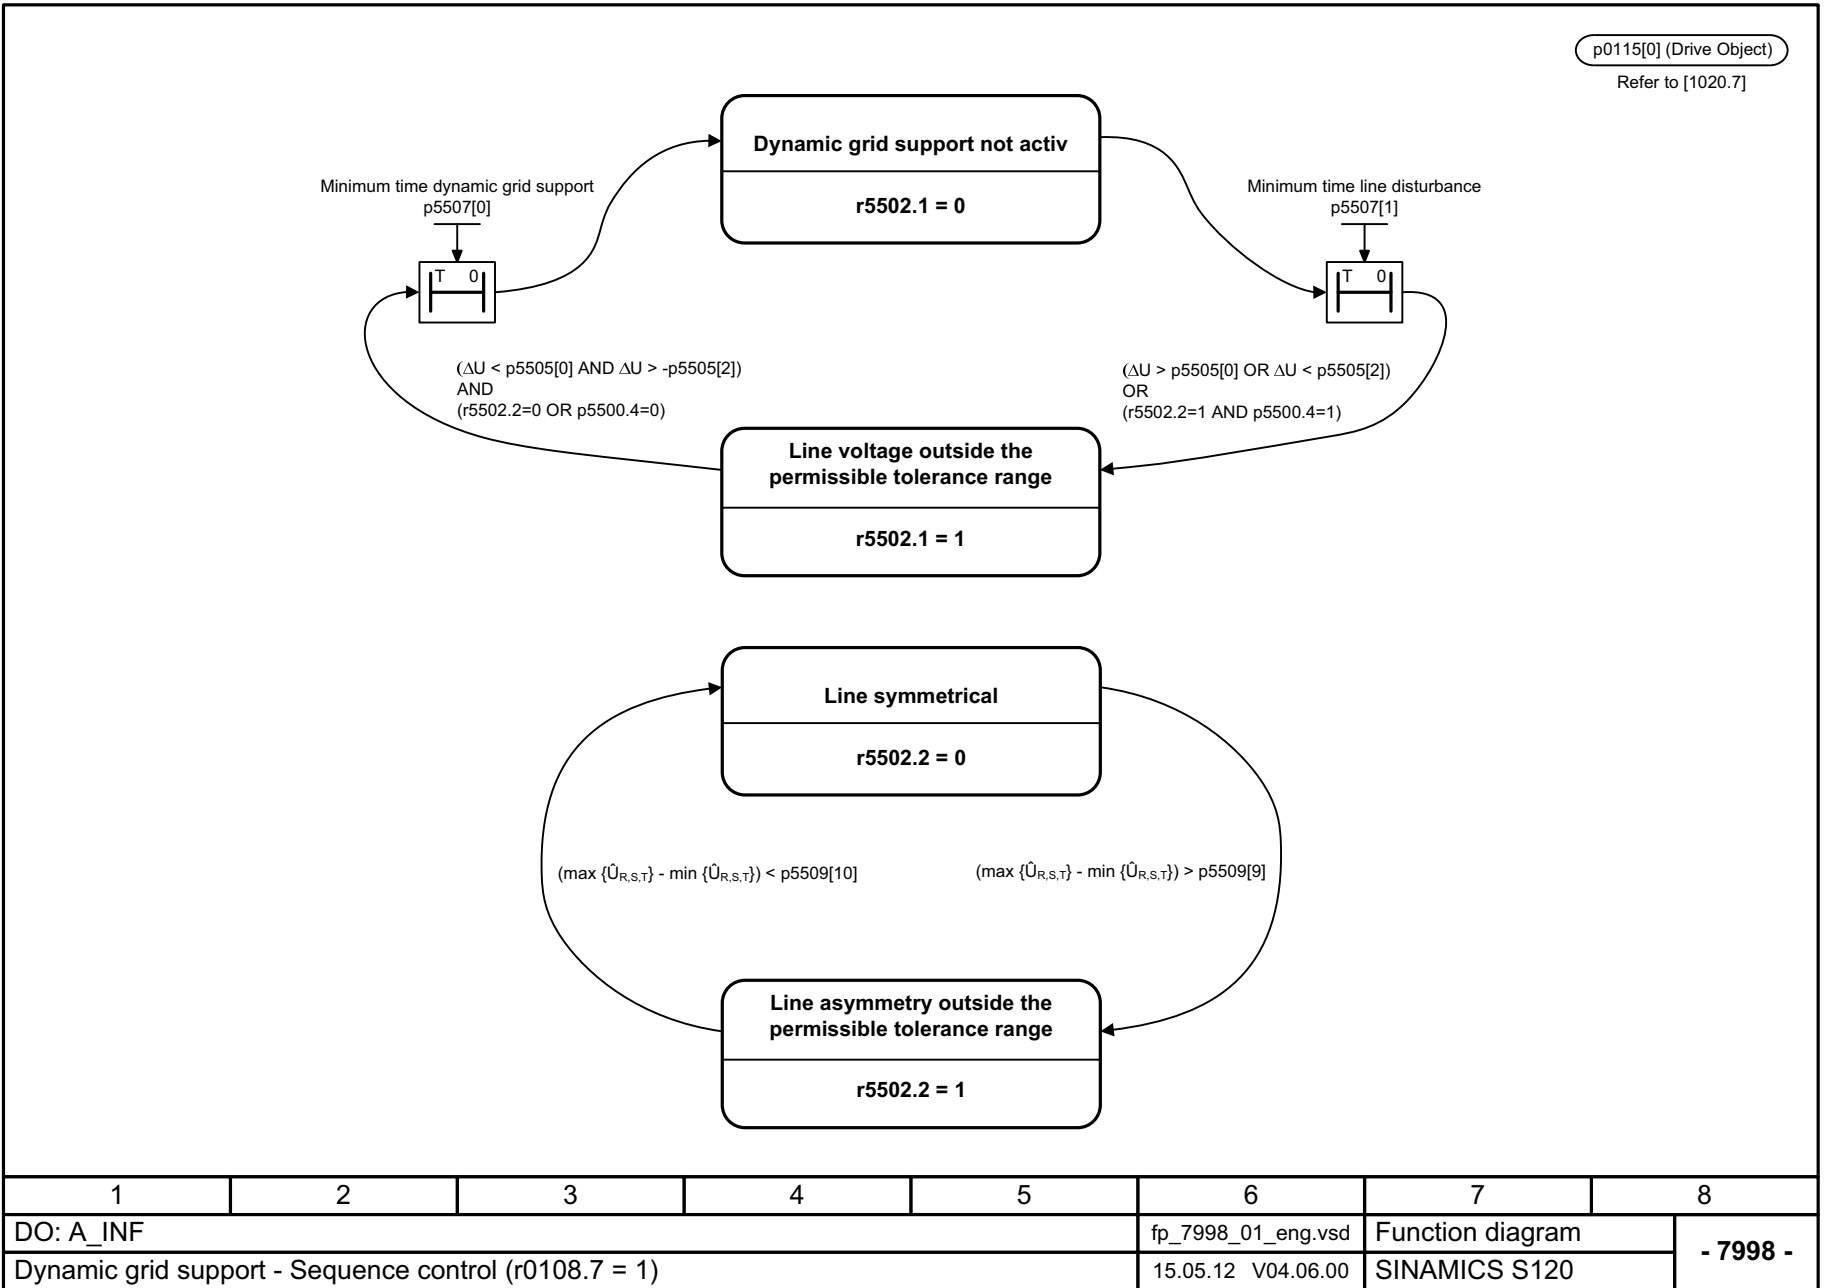 p0115[0] (Drive Object)
Refer to [1020.7]
Dynamic grid support not activ
r5502.1 = 0
Minimum time dynamic grid support
p5507[0]
T 0
Minimum time line disturbance
p5507[1]
T 0
(ΔU < p5505[0] AND ΔU > -p5505[2])
AND
(r5502.2=0 OR p5500.4=0)
(ΔU > p5505[0] OR ΔU < p5505[2])
OR
(r5502.2=1 AND p5500.4=1)
Line voltage outside the
permissible tolerance range
r5502.1 = 1
Line symmetrical
r5502.2 = 0
(max {ÛR,S,T} - min {ÛR,S,T}) < p5509[10]
(max {ÛR,S,T} - min {ÛR,S,T}) > p5509[9]
Line asymmetry outside the
permissible tolerance range
r5502.2 = 1
1 2 3 4 5 6 7 8
DO: A_INF
fp_7998_01_eng.vsd
Function diagram
- 7998 -
Dynamic grid support - Sequence control (r0108.7 = 1)
15.05.12 V04.06.00
SINAMICS S120